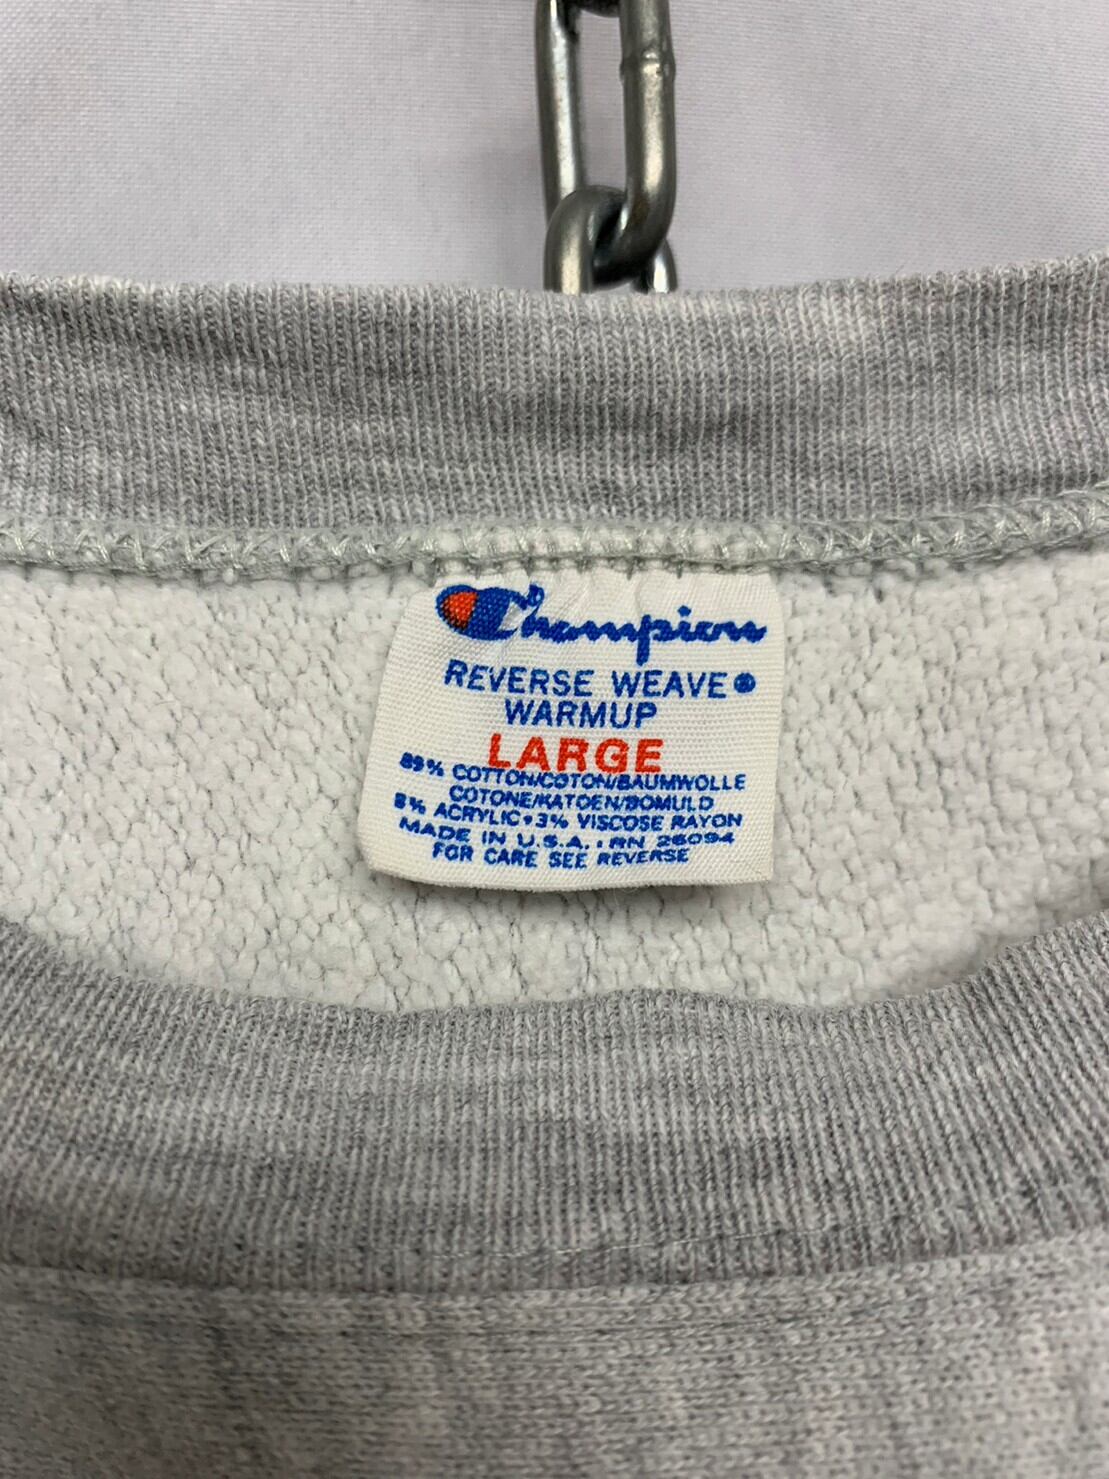 Champion
REVERSE WEAVE®
WARMUP
LARGE
89% COTTON/COTON/BAUMWOLLE
COTONE/KATOEN/BOMULD
8% ACRYLIC • 3% VISCOSE RAYON
MADE IN U.S.A. • RN 26094
FOR CARE SEE REVERSE